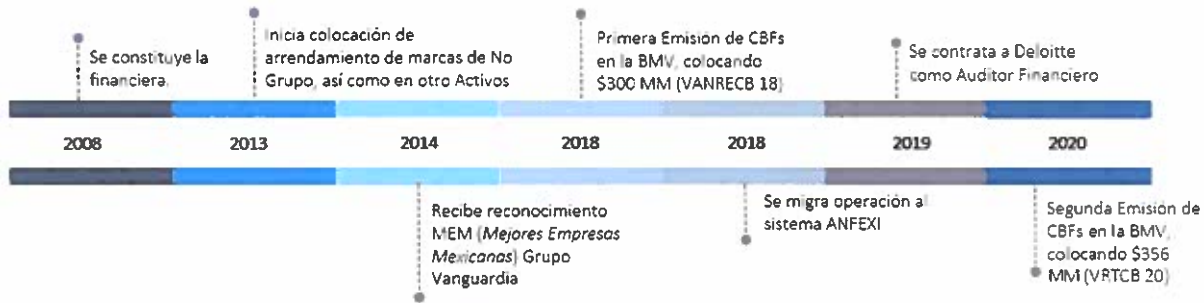 Se constituye la
financiera.
Inicia colocación de
arrendamiento de marcas de No
Grupo, así como en otro Activos
Primera Emisión de CBFs
en la BMV, colocando
$300 MM (VANRECB 18)
Se contrata a Deloitte
como Auditor Financiero
2008 2013 2014 2018 2018 2019 2020
Recibe reconocimiento
MEM (Mejores Empresas
Mexicanas) Grupo
Vanguardia
Se migra operación al
sistema ANFEXI
Segunda Emisión de
CBFs en la BMV,
colocando $356
MM (VRTCB 20)